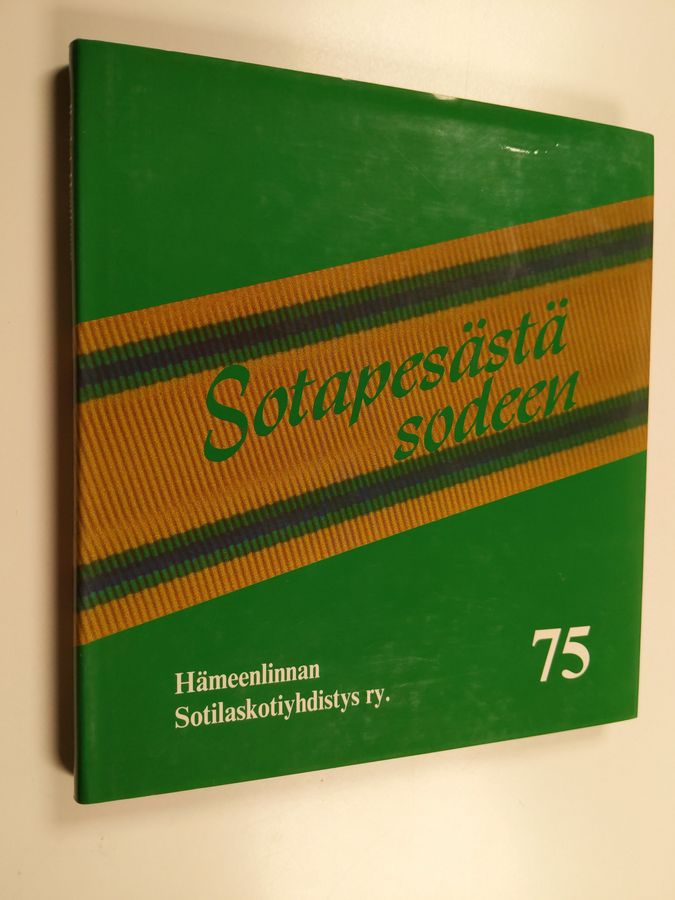 Sotapesästä
sodeen
Hämeenlinnan
Sotilaskotiyhdistys ry.
75